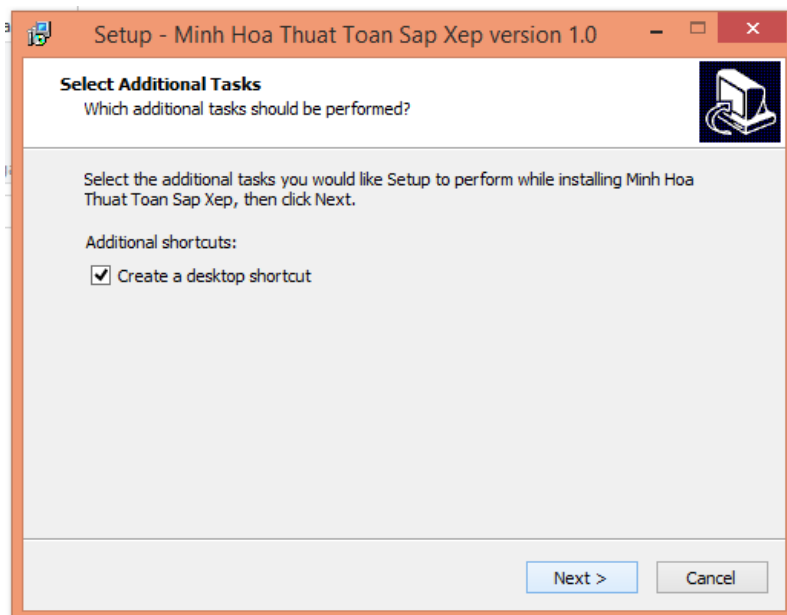 Setup - Minh Hoa Thuat Toan Sap Xep version 1.0
Select Additional Tasks
Which additional tasks should be performed?
Select the additional tasks you would like Setup to perform while installing Minh Hoa
Thuat Toan Sap Xep, then click Next.
Additional shortcuts:
Create a desktop shortcut
Next >
Cancel